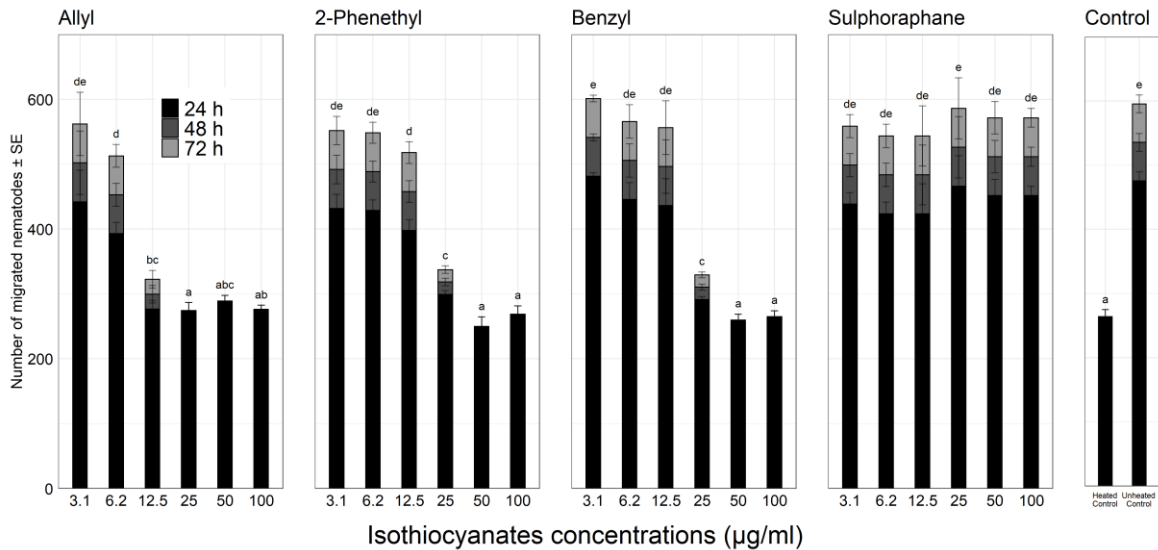 Allyl
2-Phenethyl
Benzyl
Sulphoraphane
Control
Number of migrated nematodes ± SE
600
400
200
0
24 h
48 h
72 h
de
d
bc
a
abc
ab
de
de
d
c
a
a
e
de
de
c
a
a
de
de
de
e
de
de
a
e
3.1 6.2 12.5 25 50 100
3.1 6.2 12.5 25 50 100
3.1 6.2 12.5 25 50 100
3.1 6.2 12.5 25 50 100
Heated
Control
Unheated
Control
Isothiocyanates concentrations (µg/ml)